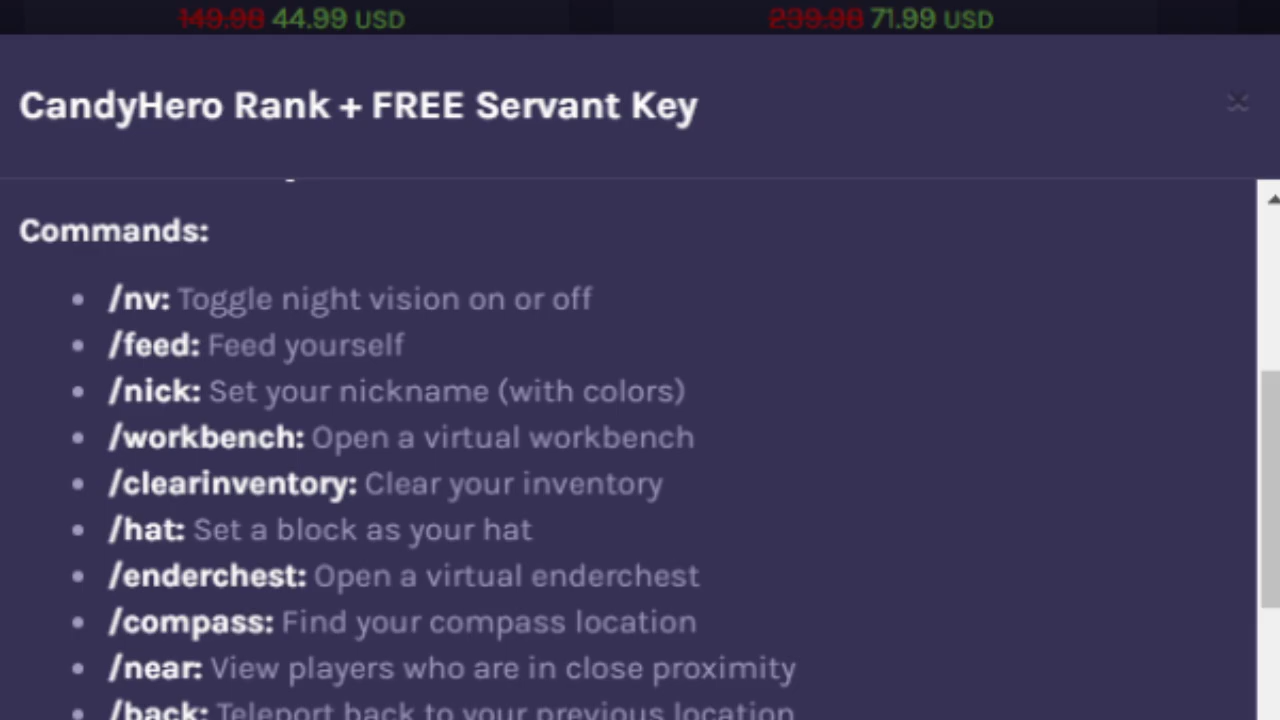 149.98 44.99 USD 239.98 71.99 USD
CandyHero Rank + FREE Servant Key
×
Commands:
• /nv: Toggle night vision on or off
• /feed: Feed yourself
• /nick: Set your nickname (with colors)
• /workbench: Open a virtual workbench
• /clearinventory: Clear your inventory
• /hat: Set a block as your hat
• /enderchest: Open a virtual enderchest
• /compass: Find your compass location
• /near: View players who are in close proximity
• /back: Teleport back to your previous location